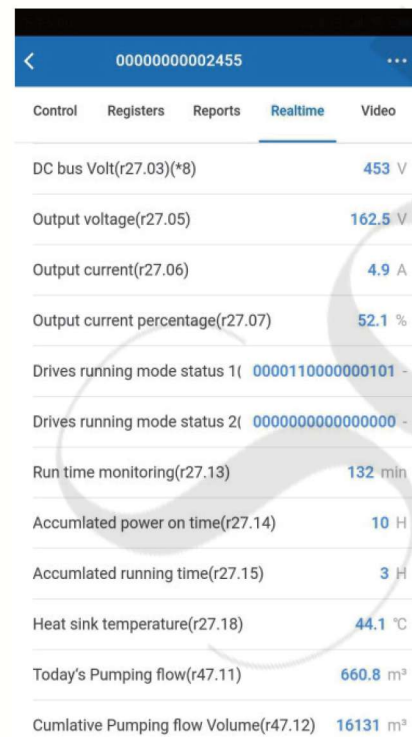 00000000002455
Control Registers Reports Realtime Video
DC bus Volt(r27.03)(*8) 453 V
Output voltage(r27.05) 162.5 V
Output current(r27.06) 4.9 A
Output current percentage(r27.07) 52.1 %
Drives running mode status 1( 0000110000000101 -
Drives running mode status 2( 0000000000000000 -
Run time monitoring(r27.13) 132 min
Accumlated power on time(r27.14) 10 H
Accumlated running time(r27.15) 3 H
Heat sink temperature(r27.18) 44.1 °C
Today's Pumping flow(r47.11) 660.8 m³
Cumlative Pumping flow Volume(r47.12) 16131 m³